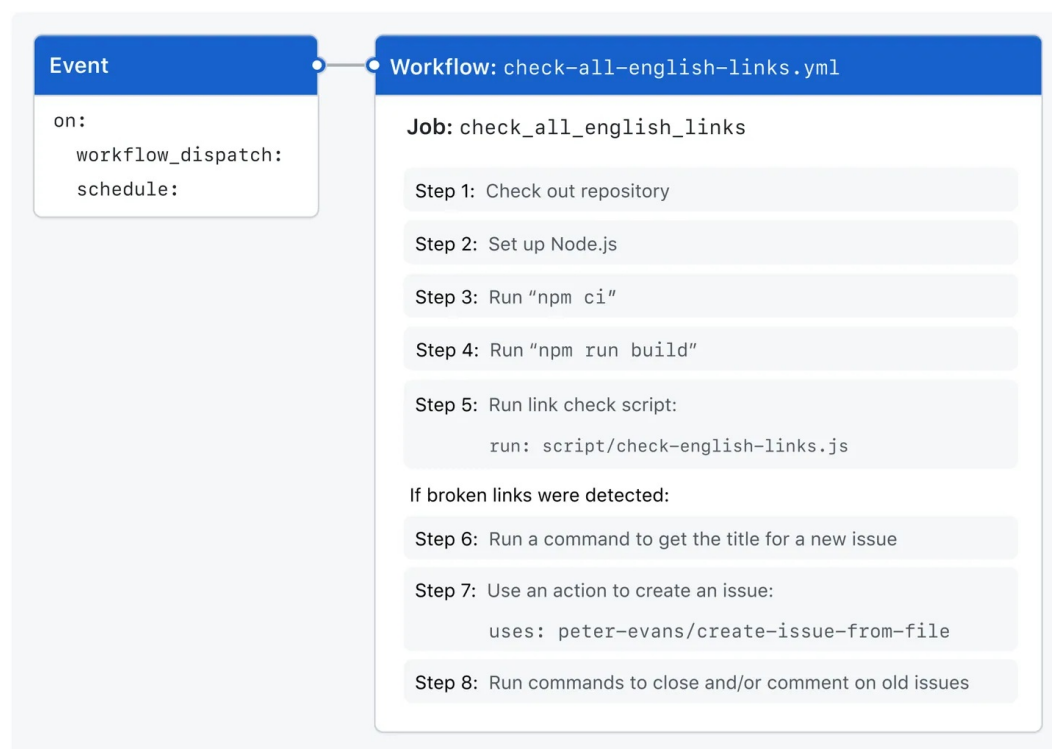 Event
on:
workflow_dispatch:
schedule:
Workflow: check-all-english-links.yml
Job: check_all_english_links
Step 1: Check out repository
Step 2: Set up Node.js
Step 3: Run “npm ci”
Step 4: Run “npm run build”
Step 5: Run link check script:
run: script/check-english-links.js
If broken links were detected:
Step 6: Run a command to get the title for a new issue
Step 7: Use an action to create an issue:
uses: peter-evans/create-issue-from-file
Step 8: Run commands to close and/or comment on old issues